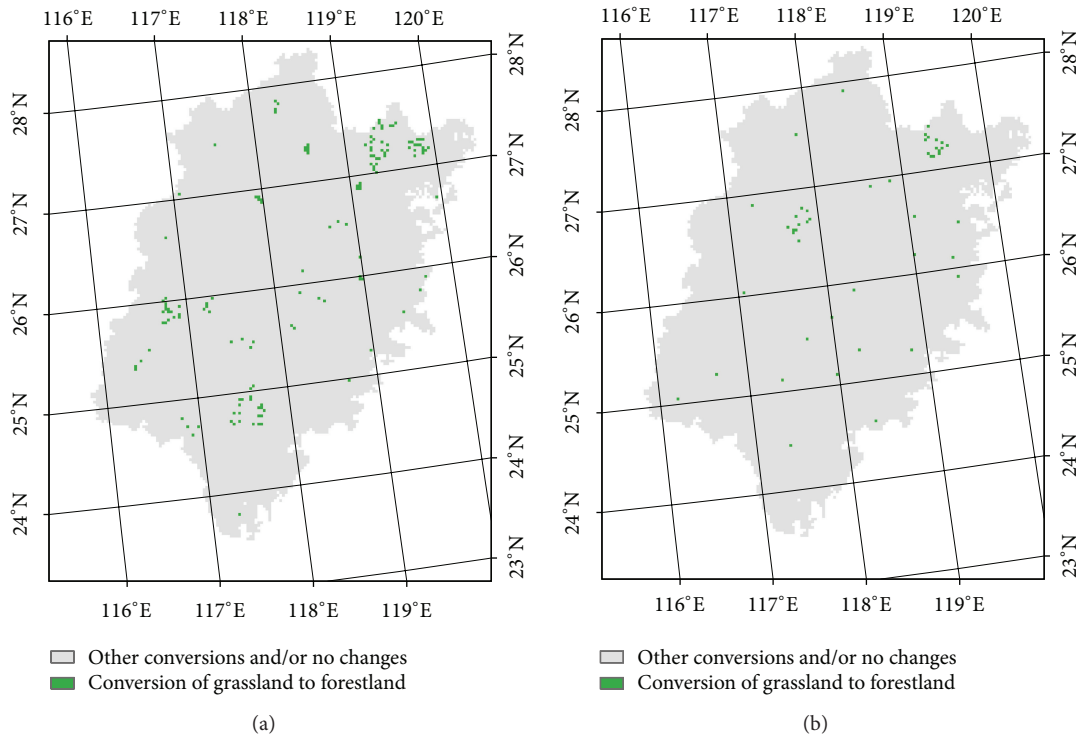 116°E 117°E 118°E 119°E 120°E
28°N
27°N
26°N
25°N
24°N
28°N
27°N
26°N
25°N
24°N
23°N
116°E 117°E 118°E 119°E
Other conversions and/or no changes
Conversion of grassland to forestland
(a)
116°E 117°E 118°E 119°E 120°E
28°N
27°N
26°N
25°N
24°N
28°N
27°N
26°N
25°N
24°N
23°N
116°E 117°E 118°E 119°E
Other conversions and/or no changes
Conversion of grassland to forestland
(b)